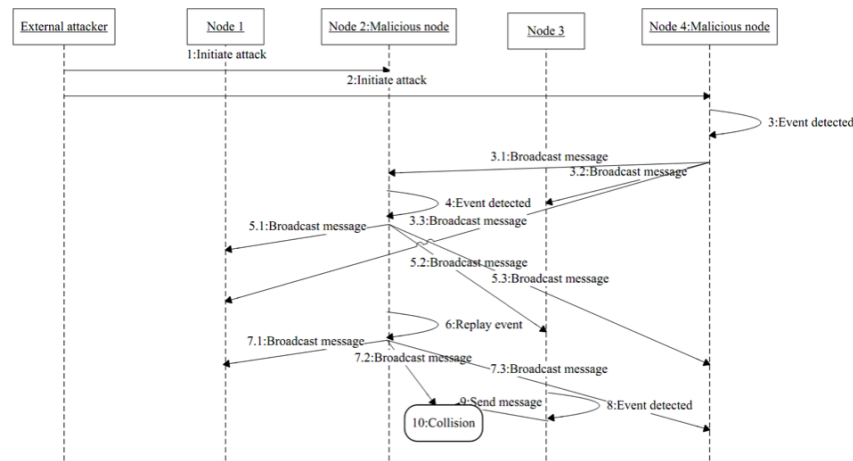 External attacker
Node 1
Node 2:Malicious node
Node 3
Node 4:Malicious node
1:Initiate attack
2:Initiate attack
3:Event detected
3.1:Broadcast message
3.2:Broadcast message
4:Event detected
3.3:Broadcast message
5.1:Broadcast message
5.2:Broadcast message
5.3:Broadcast message
6:Replay event
7.1:Broadcast message
7.2:Broadcast message
7.3:Broadcast message
9:Send message
8:Event detected
10:Collision